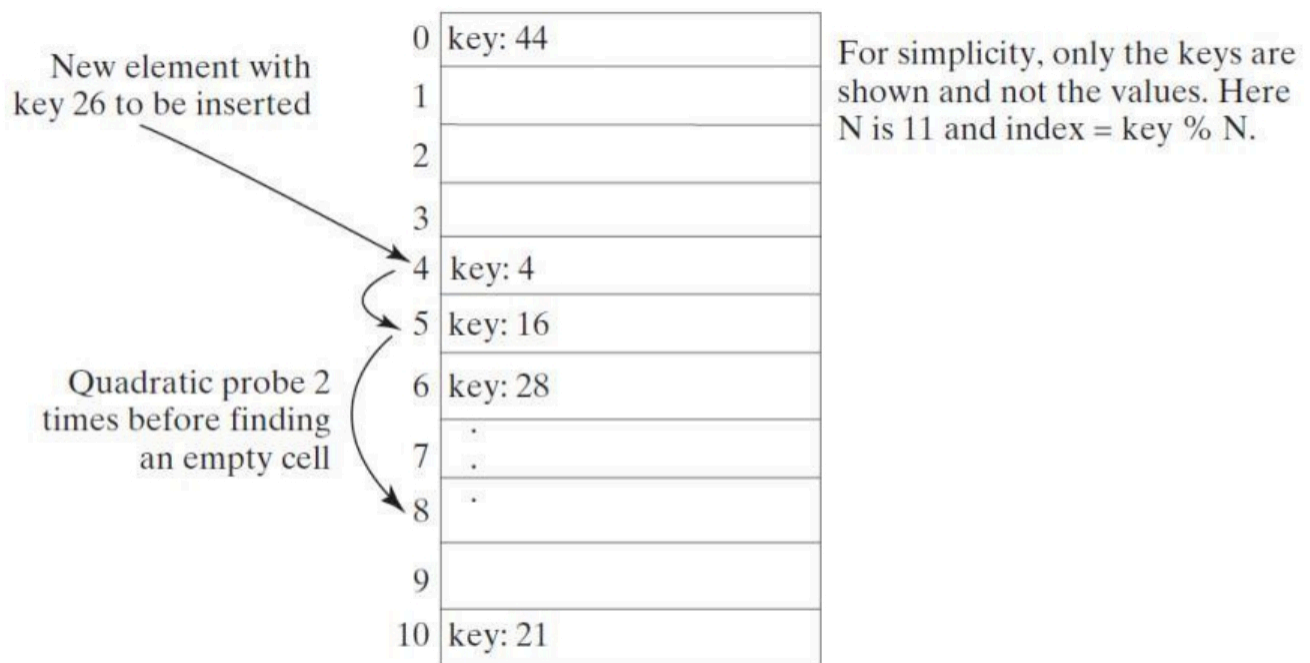 New element with
key 26 to be inserted
Quadratic probe 2
times before finding
an empty cell
0 key: 44
1
2
3
4 key: 4
5 key: 16
6 key: 28
7 .
.
8 .
9
10 key: 21
For simplicity, only the keys are
shown and not the values. Here
N is 11 and index = key % N.